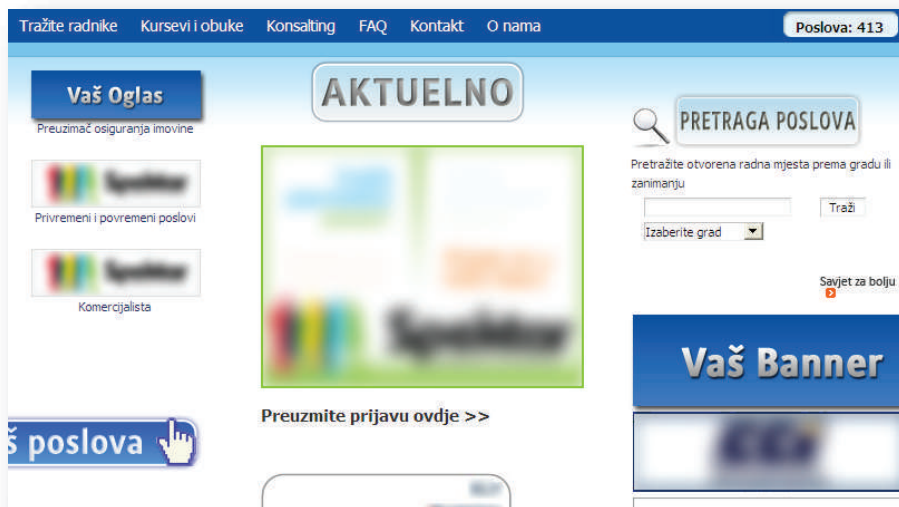 Tražite radnike Kursevi i obuke Konsalting FAQ Kontakt O nama Poslova: 413
Vaš Oglas
Preuzimač osiguranja imovine
Privremeni i povremeni poslovi
Komercijalista
š poslova
AKTUELNO
Preuzmite prijavu ovdje >>
PRETRAGA POSLOVA
Pretražite otvorena radna mjesta prema gradu ili
zanimanju
Traži
Izaberite grad
Savjet za bolju
Vaš Banner